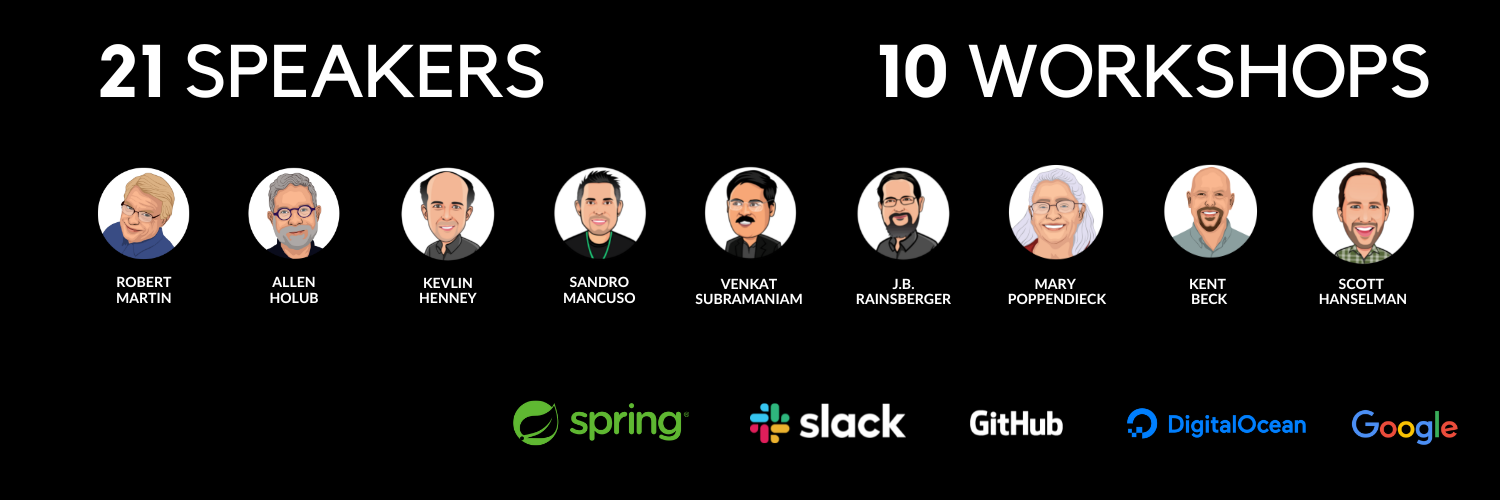 21 SPEAKERS
10 WORKSHOPS
ROBERT
MARTIN
ALLEN
HOLUB
KEVLIN
HENNEY
SANDRO
MANCUSO
VENKAT
SUBRAMANIAM
J.B.
RAINSBERGER
MARY
POPPENDIECK
KENT
BECK
SCOTT
HANSELMAN
spring®
slack
GitHub
DigitalOcean
Google